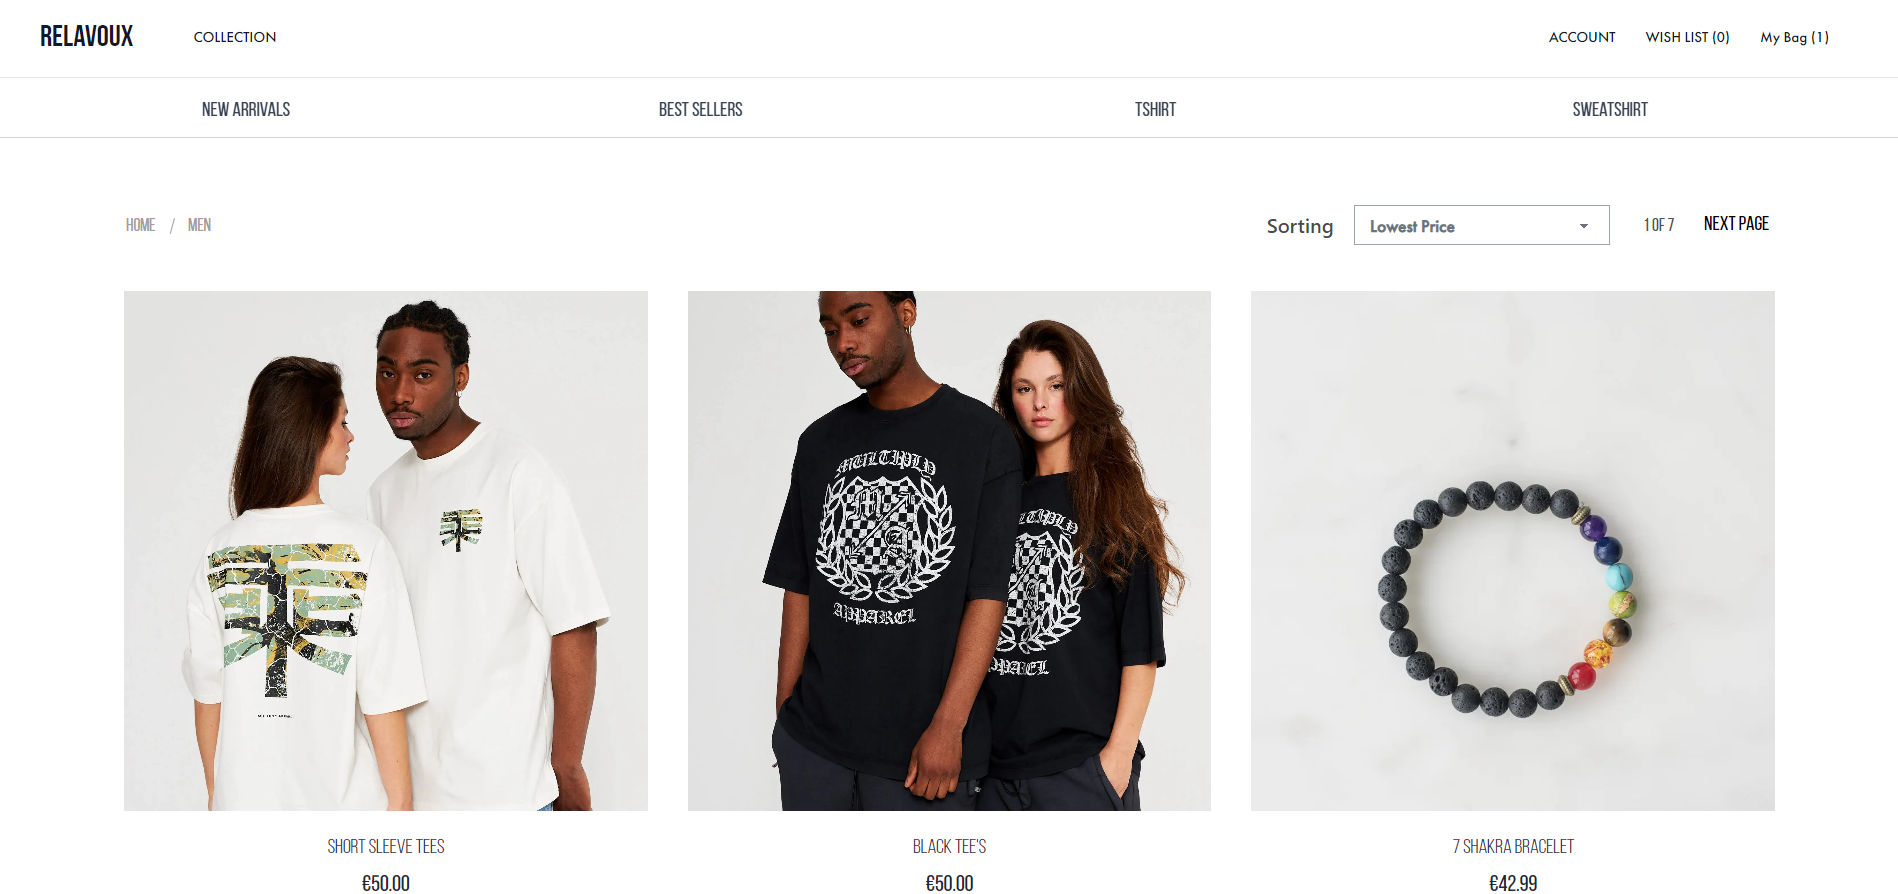 RELAVOUX
COLLECTION
ACCOUNT
WISH LIST (0)
My Bag (1)
NEW ARRIVALS
BEST SELLERS
TSHIRT
SWEATSHIRT
HOME / MEN
Sorting
Lowest Price
1 OF 7
NEXT PAGE
MULTIPLY
APPAREL
SHORT SLEEVE TEES
€50.00
BLACK TEE'S
€50.00
7 SHAKRA BRACELET
€42.99